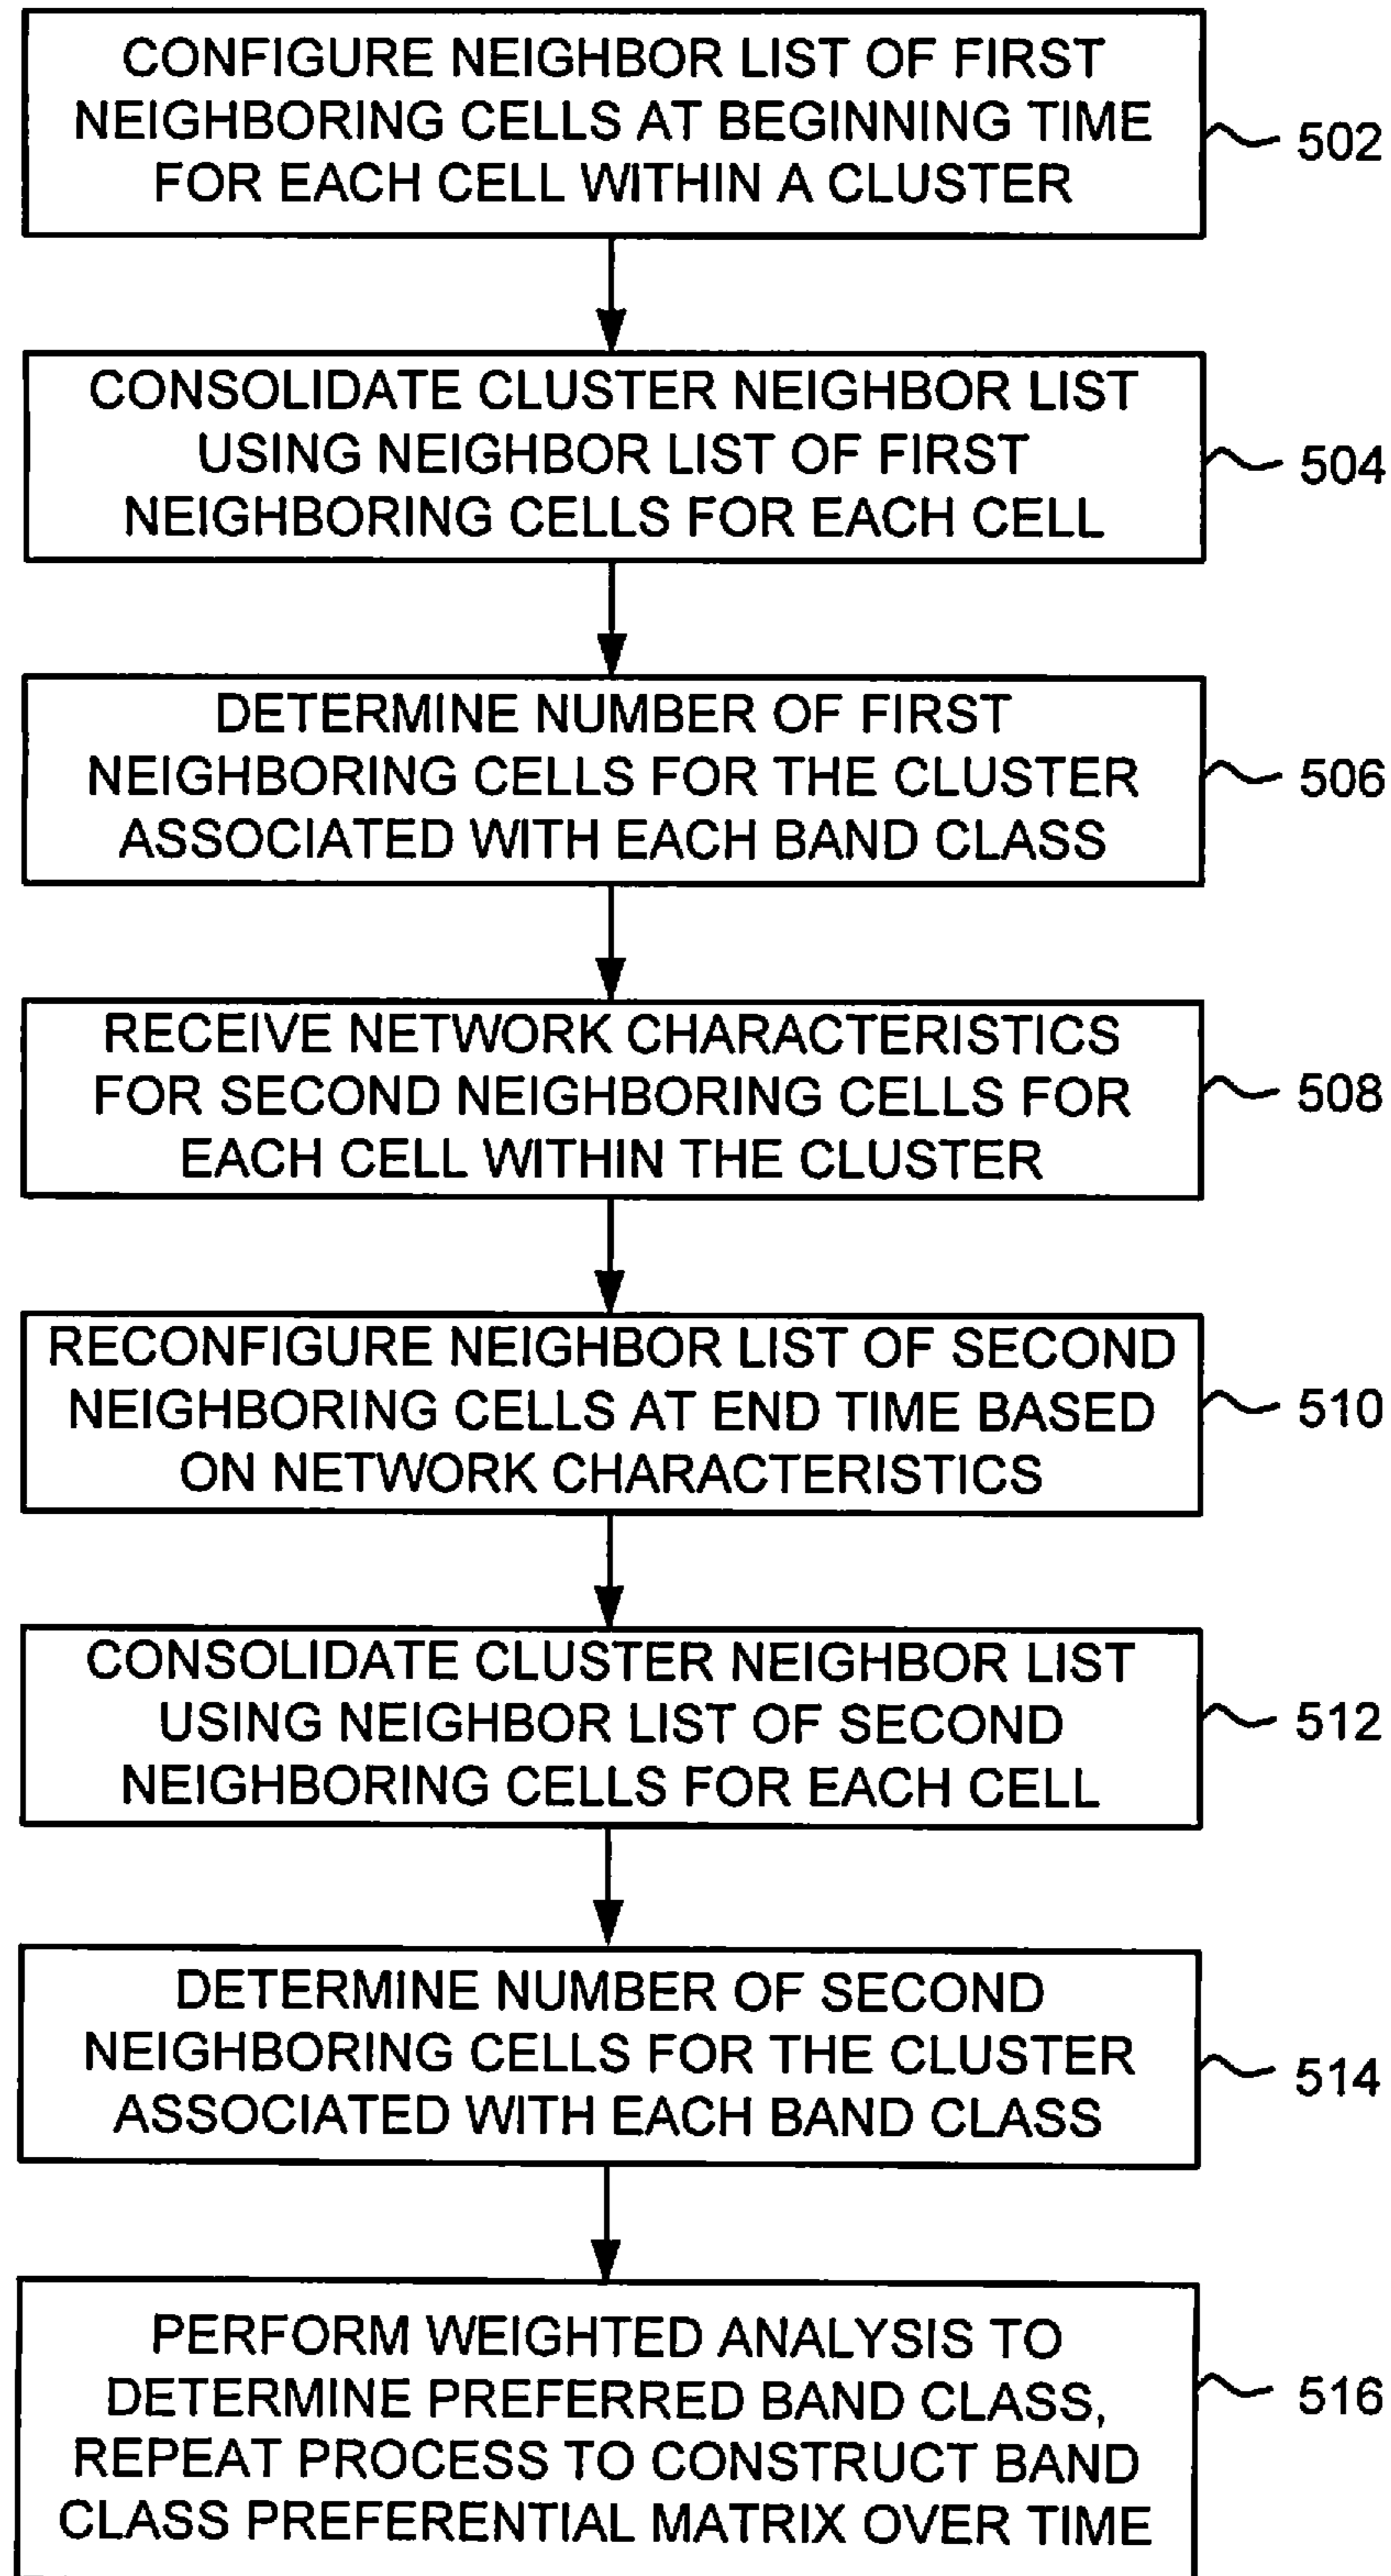 CONFIGURE NEIGHBOR LIST OF FIRST
NEIGHBORING CELLS AT BEGINNING TIME
FOR EACH CELL WITHIN A CLUSTER
502
CONSOLIDATE CLUSTER NEIGHBOR LIST
USING NEIGHBOR LIST OF FIRST
NEIGHBORING CELLS FOR EACH CELL
504
DETERMINE NUMBER OF FIRST
NEIGHBORING CELLS FOR THE CLUSTER
ASSOCIATED WITH EACH BAND CLASS
506
RECEIVE NETWORK CHARACTERISTICS
FOR SECOND NEIGHBORING CELLS FOR
EACH CELL WITHIN THE CLUSTER
508
RECONFIGURE NEIGHBOR LIST OF SECOND
NEIGHBORING CELLS AT END TIME BASED
ON NETWORK CHARACTERISTICS
510
CONSOLIDATE CLUSTER NEIGHBOR LIST
USING NEIGHBOR LIST OF SECOND
NEIGHBORING CELLS FOR EACH CELL
512
DETERMINE NUMBER OF SECOND
NEIGHBORING CELLS FOR THE CLUSTER
ASSOCIATED WITH EACH BAND CLASS
514
PERFORM WEIGHTED ANALYSIS TO
DETERMINE PREFERRED BAND CLASS,
REPEAT PROCESS TO CONSTRUCT BAND
CLASS PREFERENTIAL MATRIX OVER TIME
516